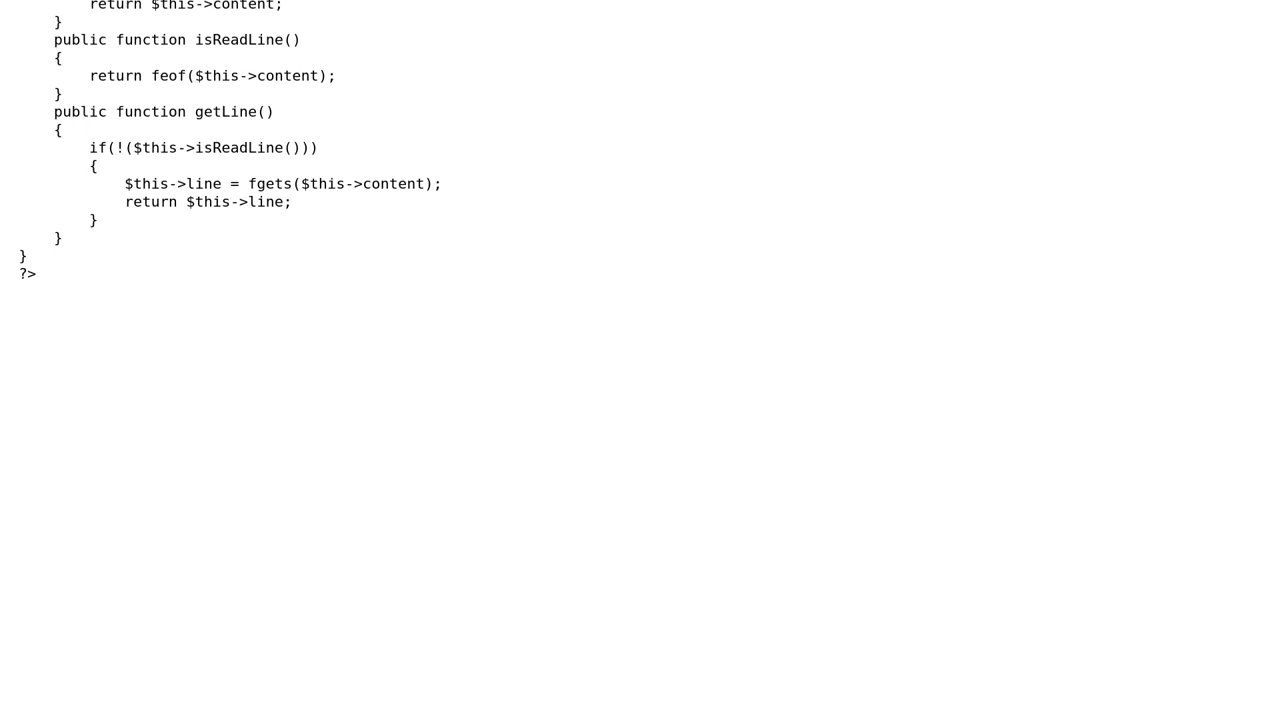 return $this->content;
    }
    public function isReadLine()
    {
        return feof($this->content);
    }
    public function getLine()
    {
        if(!($this->isReadLine()))
        {
            $this->line = fgets($this->content);
            return $this->line;
        }
    }
}
?>